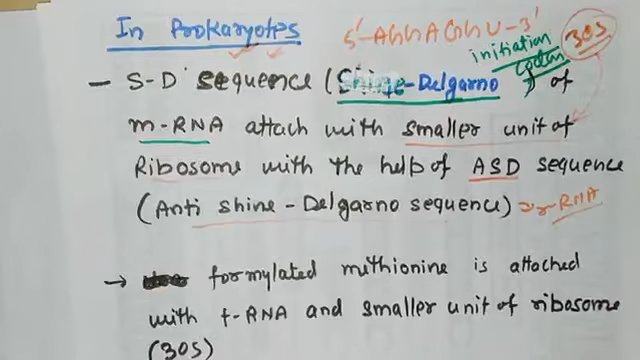 In Prokaryotes
5'-AGGAGGU-3'
initiation
codon
30S
- S-D sequence (Shine-Delgarno) of
m-RNA attach with smaller unit of
Ribosome with the help of ASD sequence
(Anti shine-Delgarno sequence) ⇒ r-RNA
→ formylated methionine is attached
with t-RNA and smaller unit of ribosome
(30S)